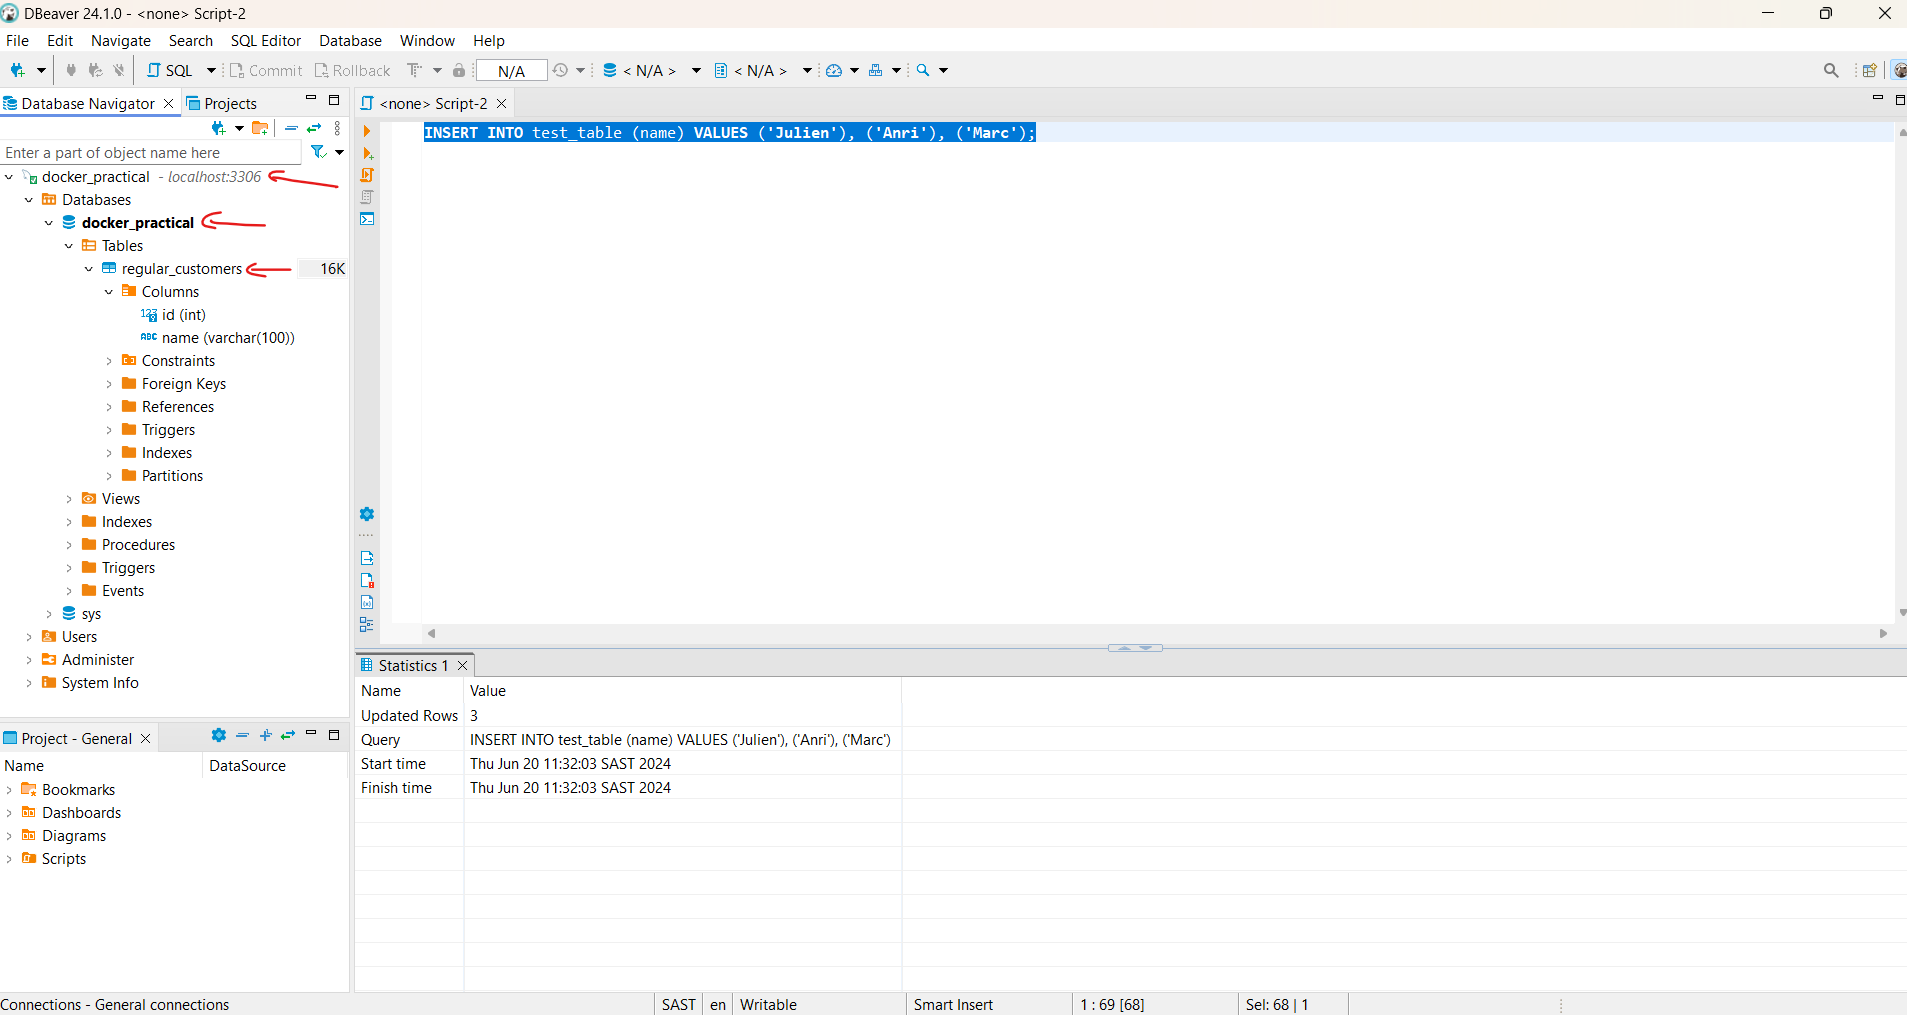 DBeaver 24.1.0 - <none> Script-2
File Edit Navigate Search SQL Editor Database Window Help
SQL Commit Rollback N/A < N/A > < N/A >
Database Navigator Projects
Enter a part of object name here
docker_practical - localhost:3306
Databases
docker_practical
Tables
regular_customers 16K
Columns
123 id (int)
ABC name (varchar(100))
Constraints
Foreign Keys
References
Triggers
Indexes
Partitions
Views
Indexes
Procedures
Triggers
Events
sys
Users
Administer
System Info
Project - General
Name DataSource
Bookmarks
Dashboards
Diagrams
Scripts
<none> Script-2
INSERT INTO test_table (name) VALUES ('Julien'), ('Anri'), ('Marc');
Statistics 1
Name Value
Updated Rows 3
Query INSERT INTO test_table (name) VALUES ('Julien'), ('Anri'), ('Marc')
Start time Thu Jun 20 11:32:03 SAST 2024
Finish time Thu Jun 20 11:32:03 SAST 2024
Connections - General connections SAST en Writable Smart Insert 1 : 69 [68] Sel: 68 | 1